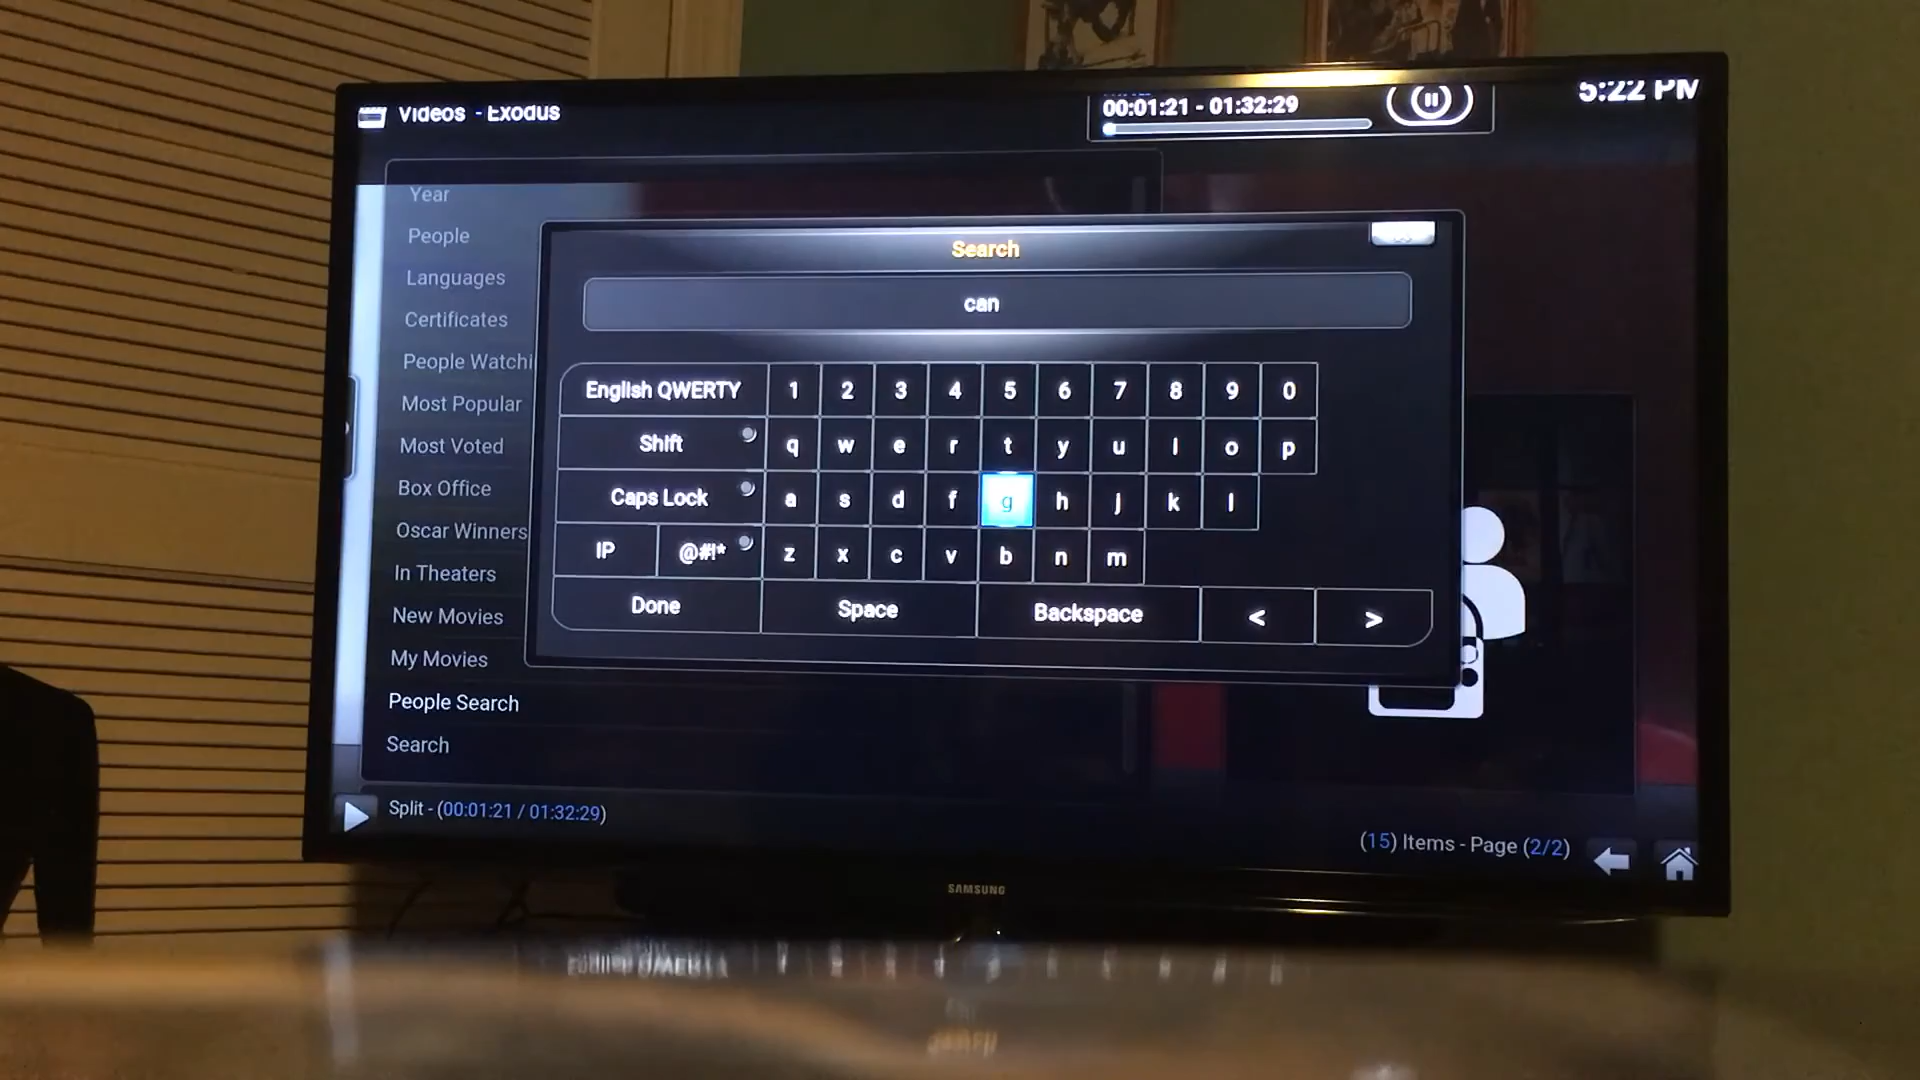 Videos - Exodus
00:01:21 - 01:32:29
5:22 PM
Year
People
Languages
Certificates
People Watchi
Most Popular
Most Voted
Box Office
Oscar Winners
In Theaters
New Movies
My Movies
People Search
Search
Search
can
English QWERTY 1 2 3 4 5 6 7 8 9 0
Shift q w e r t y u i o p
Caps Lock a s d f g h j k l
IP @#!* z x c v b n m
Done Space Backspace < >
Split - (00:01:21 / 01:32:29)
(15) Items - Page (2/2)
SAMSUNG